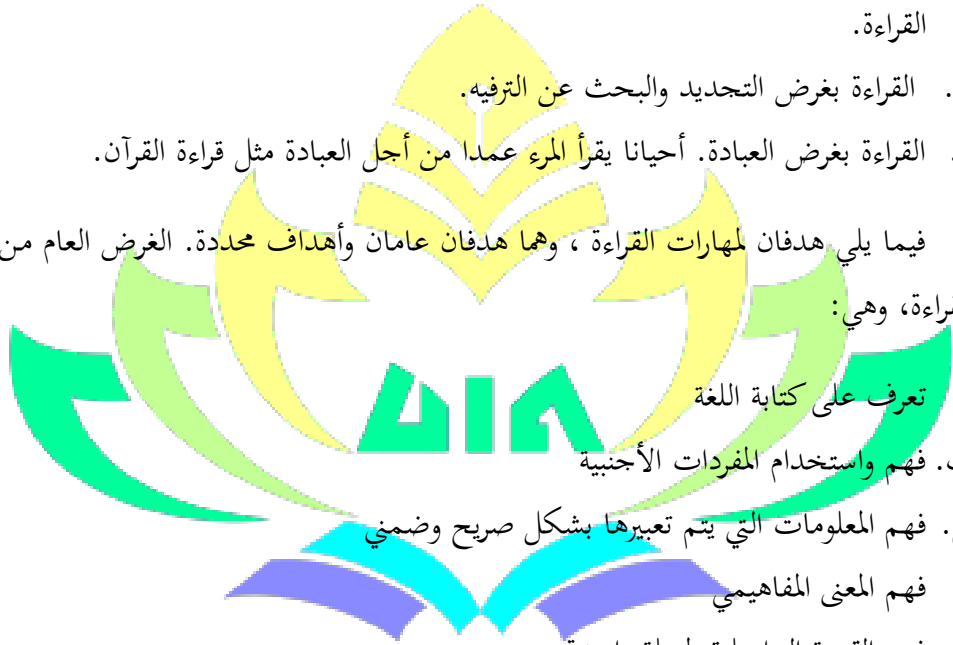 القراءة.
. القراءة بغرض التجديد والبحث عن الترفيه.
. القراءة بغرض العبادة. أحيانا يقرأ المرء عمدا من أجل العبادة مثل قراءة القرآن.
فيما يلي هدفان لمهارات القراءة ، وهما هدفان عامان وأهداف محددة. الغرض العام من
وهي:
تعرف على كتابة اللغة
. فهم واستخدام المفردات الأجنبية
. فهم المعلومات التي يتم تعبيرها بشكل صريح وضمني
فهم المعنى المفاهيمي